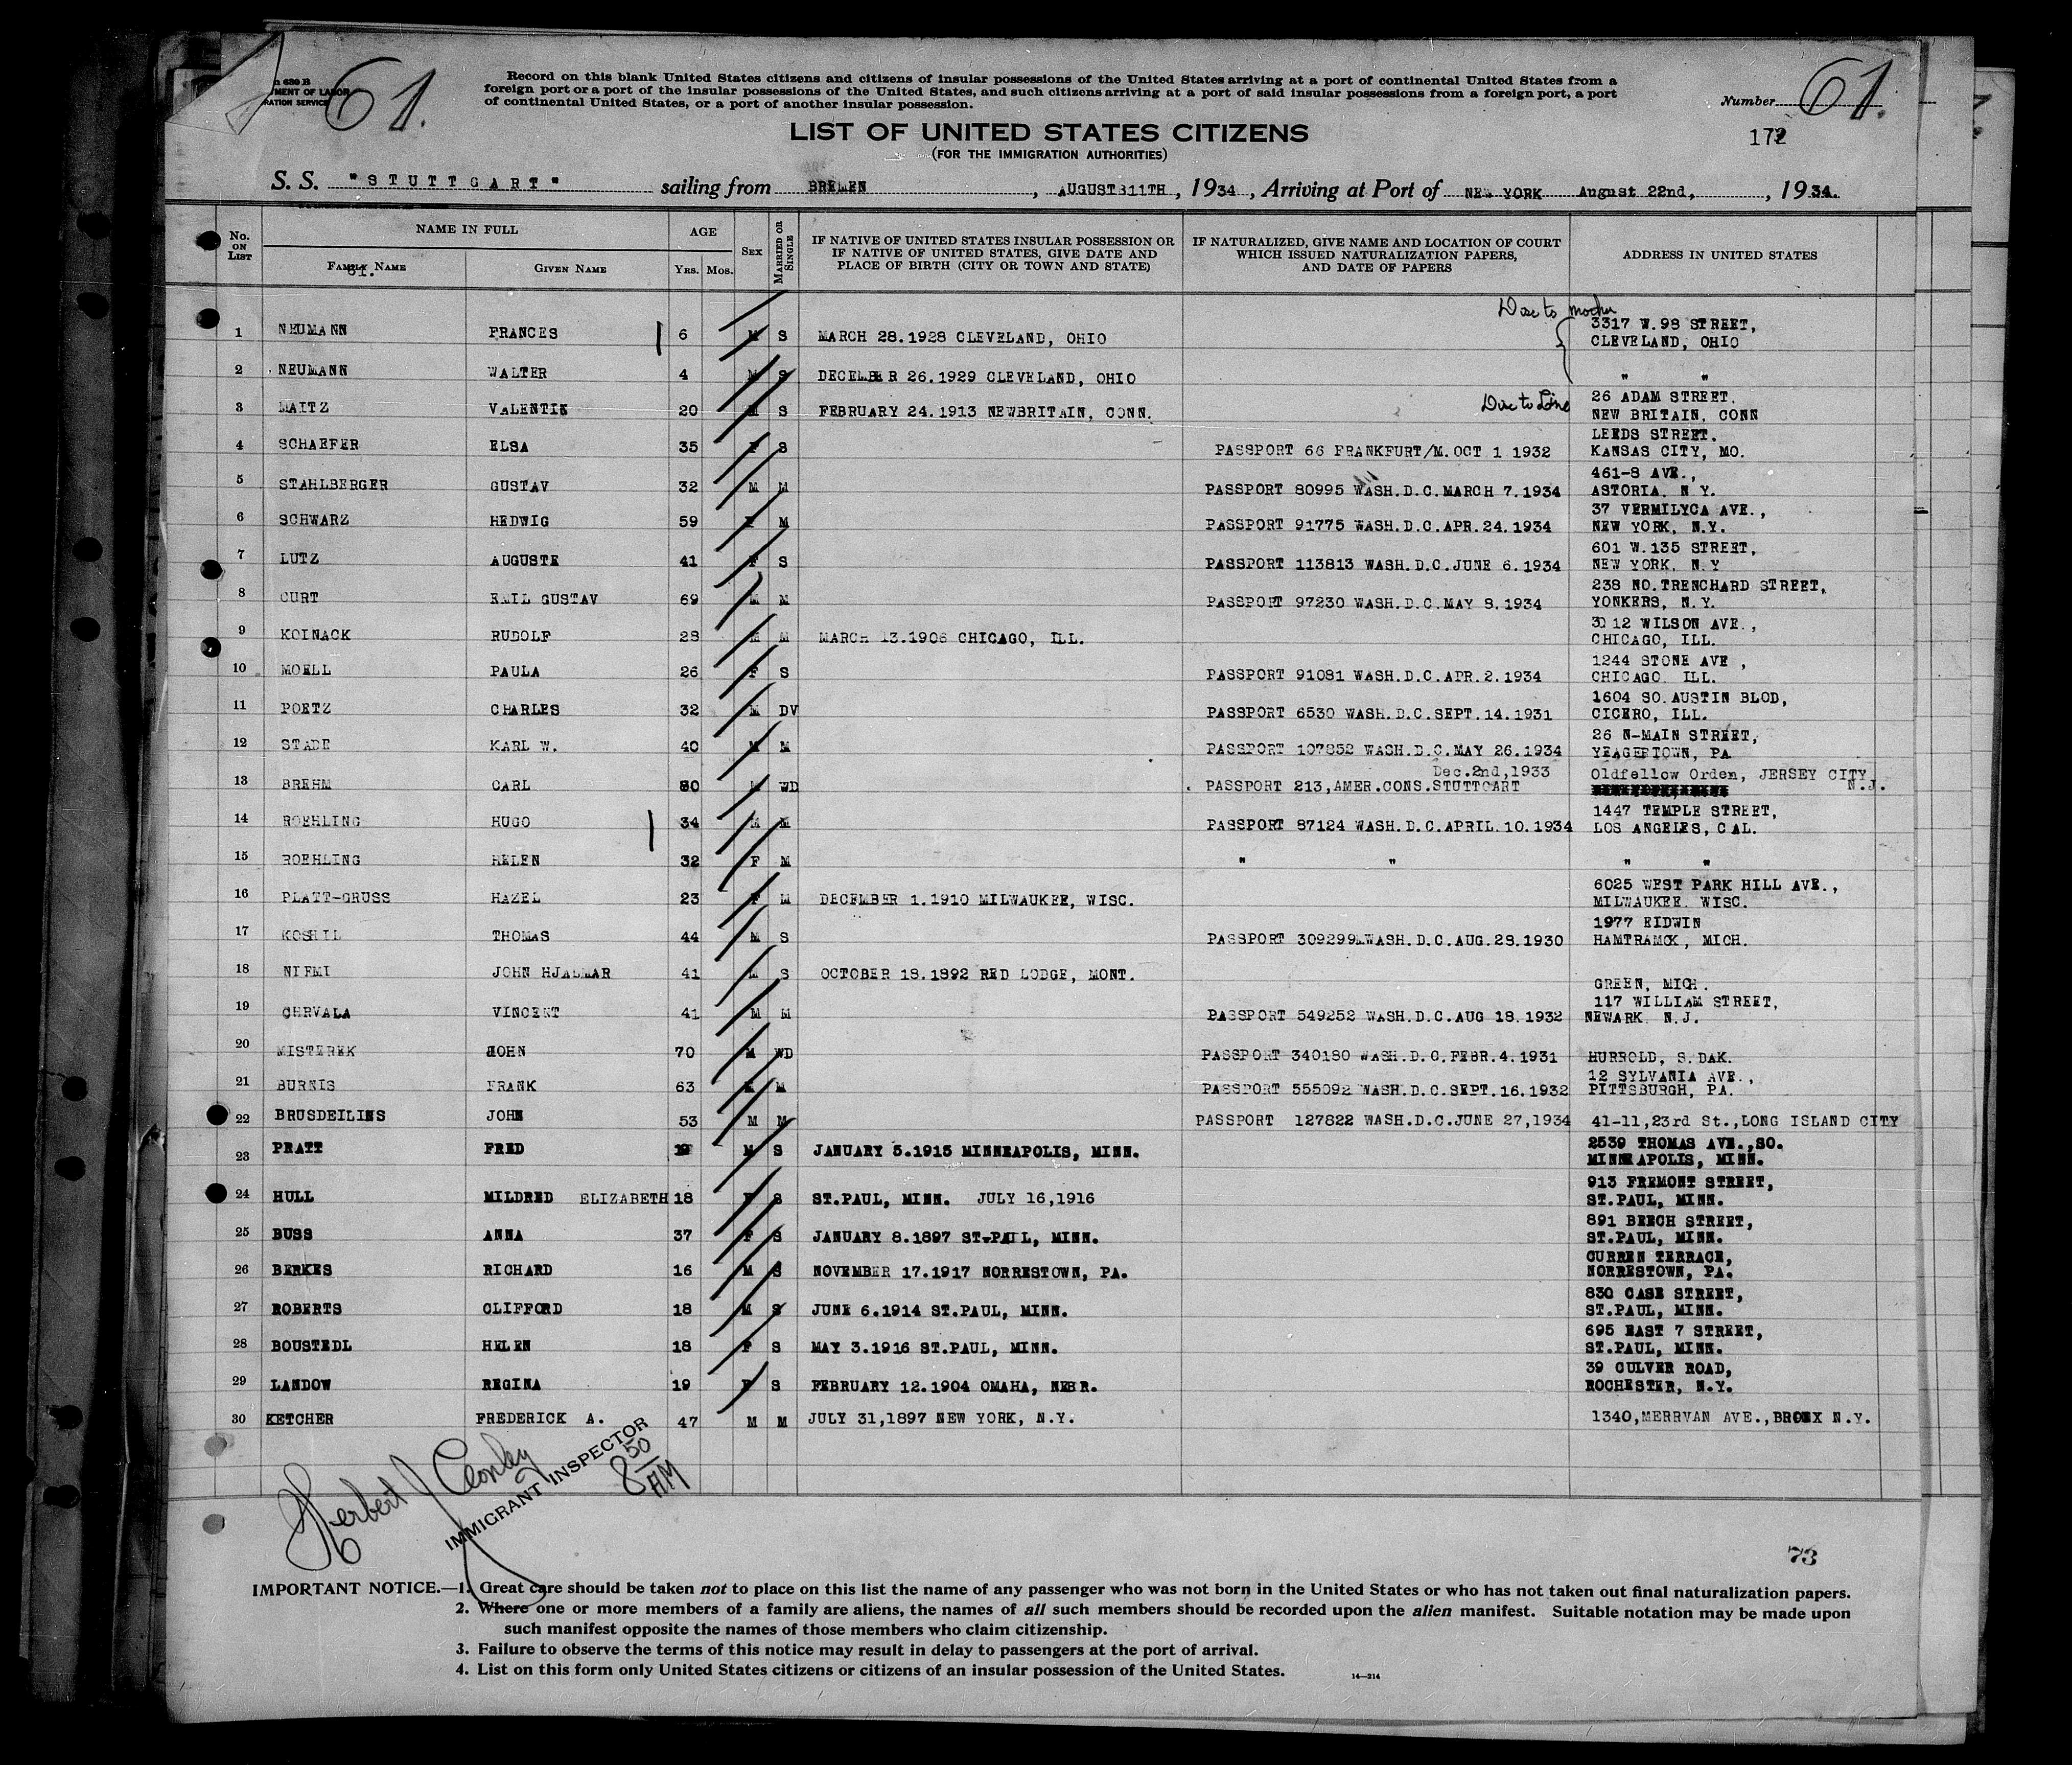 61.
61.
639 B
MENT OF LABOR
RATION SERVICE
Record on this blank United States citizens and citizens of insular possessions of the United States arriving at a port of continental United States from a
foreign port or a port of the insular possessions of the United States, and such citizens arriving at a port of said insular possessions from a foreign port, a port
of continental United States, or a port of another insular possession.
Number
172
LIST OF UNITED STATES CITIZENS
(FOR THE IMMIGRATION AUTHORITIES)
S. S. "STUTTGART" sailing from BREMEN, AUGUST 11TH, 1934, Arriving at Port of NEW YORK August 22nd, , 1934.
No. ON LIST NAME IN FULL AGE SEX MARRIED OR SINGLE IF NATIVE OF UNITED STATES INSULAR POSSESSION OR IF NATIVE OF UNITED STATES, GIVE DATE AND PLACE OF BIRTH (CITY OR TOWN AND STATE) IF NATURALIZED, GIVE NAME AND LOCATION OF COURT WHICH ISSUED NATURALIZATION PAPERS, AND DATE OF PAPERS ADDRESS IN UNITED STATES
FAMILY NAME GIVEN NAME YRS. MOS.
61.
Due to mother
1 NEUMANN FRANCES 6 M S MARCH 28.1928 CLEVELAND, OHIO 3317 W.98 STREET, CLEVELAND, OHIO
2 NEUMANN WALTER 4 M S DECEMBER 26.1929 CLEVELAND, OHIO " "
3 MAITZ VALENTIN 20 M S FEBRUARY 24.1913 NEWBRITAIN, CONN. Due to Line 26 ADAM STREET. NEW BRITAIN, CONN
4 SCHAEFER ELSA 35 F S PASSPORT 66 FRANKFURT/M.OCT 1 1932 LEEDS STREET. KANSAS CITY, MO.
5 STAHLBERGER GUSTAV 32 M M PASSPORT 80995 WASH.D.C.MARCH 7.1934 461-8 AVE., ASTORIA, N.Y.
6 SCHWARZ HEDWIG 59 F M PASSPORT 91775 WASH.D.C.APR.24.1934 37 VERMILYCA AVE., NEW YORK, N.Y.
7 LUTZ AUGUSTE 41 F S PASSPORT 113813 WASH.D.C.JUNE 6.1934 601 W.135 STREET, NEW YORK, N.Y
8 CURT EMIL GUSTAV 69 M M PASSPORT 97230 WASH.D.C.MAY 8.1934 238 NO.TRENCHARD STREET, YONKERS, N.Y.
9 KOINACK RUDOLF 28 M M MARCH 13.1906 CHICAGO, ILL. 3012 WILSON AVE., CHICAGO, ILL.
10 MOELL PAULA 26 F S PASSPORT 91081 WASH.D.C.APR.2.1934 1244 STONE AVE, CHICAGO ILL.
11 POETZ CHARLES 32 M DV PASSPORT 6530 WASH.D.C.SEPT.14.1931 1604 SO.AUSTIN BLOD, CICERO, ILL.
12 STADE KARL W. 40 M M PASSPORT 107852 WASH.D.C.MAY 26.1934 26 N-MAIN STREET, YEAGERTOWN, PA
13 BREHM CARL 80 M WD PASSPORT 213,AMER.CONS.STUTTGART Dec.2nd,1933 Oldfellow Orden, JERSEY CITY N.J.
14 ROEHLING HUGO 34 M M PASSPORT 87124 WASH.D.C.APRIL.10.1934 1447 TEMPLE STREET, LOS ANGELES, CAL.
15 ROEHLING HELEN 32 F M " " " "
16 PLATT-GRUSS HAZEL 23 F M DECEMBER 1.1910 MILWAUKEE, WISC. 6025 WEST PARK HILL AVE., MILWAUKEE. WISC.
17 KOSHIL THOMAS 44 M S PASSPORT 309299 WASH.D.C.AUG.28.1930 1977 EIDWIN HAMTRAMCK, MICH.
18 NIEMI JOHN HJALMAR 41 M S OCTOBER 18.1892 RED LODGE, MONT. GREEN, MICH.
19 CHRVALA VINCENT 41 M M PASSPORT 549252 WASH.D.C.AUG 18.1932 117 WILLIAM STREET, NEWARK N.J.
20 MISTEREK JOHN 70 M WD PASSPORT 340180 WASH.D.C.FEBR.4.1931 HURROLD, S.DAK.
21 BURNIS FRANK 63 M M PASSPORT 555092 WASH.D.C.SEPT.16.1932 12 SYLVANIA AVE., PITTSBURGH, PA.
22 BRUSDEILINS JOHN 53 M M PASSPORT 127822 WASH.D.C.JUNE 27,1934 41-11,23rd St.,LONG ISLAND CITY
23 PRATT FRED 19 M S JANUARY 5.1915 MINNEAPOLIS, MINN. 2539 THOMAS AVE.,SO. MINNEAPOLIS, MINN.
24 HULL MILDRED ELIZABETH 18 F S ST.PAUL, MINN. JULY 16,1916 913 FREMONT STREET, ST.PAUL, MINN.
25 BUSS ANNA 37 F S JANUARY 8.1897 ST.PAUL, MINN. 891 BEECH STREET, ST.PAUL, MINN.
26 BERKES RICHARD 16 M S NOVEMBER 17.1917 NORRESTOWN, PA. CURREN TERRACE, NORRESTOWN, PA.
27 ROBERTS CLIFFORD 18 M S JUNE 6.1914 ST.PAUL, MINN. 830 CASE STREET, ST.PAUL, MINN.
28 BOUSTEDL HELEN 18 F S MAY 3.1916 ST.PAUL, MINN. 695 EAST 7 STREET, ST.PAUL, MINN.
29 LANDOW REGINA 19 F S FEBRUARY 12.1904 OMAHA, NEBR. 39 CULVER ROAD, ROCHESTER, N.Y.
30 KETCHER FREDERICK A. 47 M M JULY 31,1897 NEW YORK, N.Y. 1340,MERRVAN AVE.,BRONX N.Y.
Herbert J Conley
IMMIGRANT INSPECTOR
8 50 AM
73
IMPORTANT NOTICE.—1. Great care should be taken not to place on this list the name of any passenger who was not born in the United States or who has not taken out final naturalization papers.
2. Where one or more members of a family are aliens, the names of all such members should be recorded upon the alien manifest. Suitable notation may be made upon
such manifest opposite the names of those members who claim citizenship.
3. Failure to observe the terms of this notice may result in delay to passengers at the port of arrival.
4. List on this form only United States citizens or citizens of an insular possession of the United States.
14—214